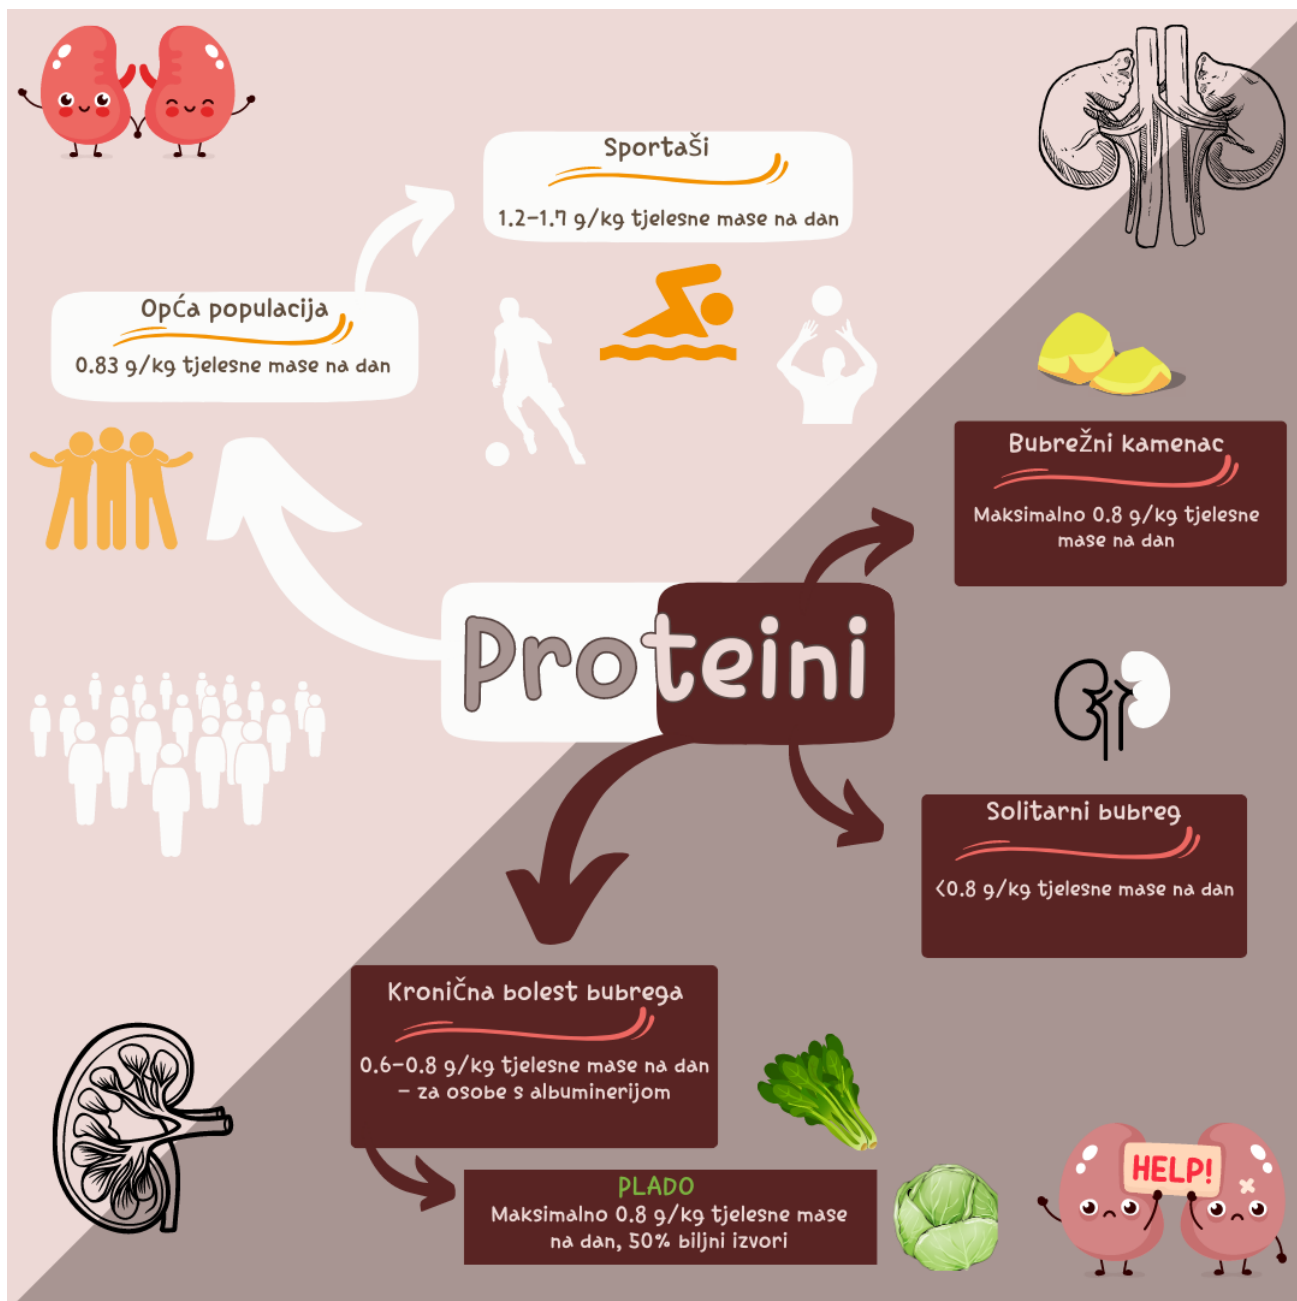 Sportaši
1.2-1.7 g/kg tjelesne mase na dan
Opća populacija
0.83 g/kg tjelesne mase na dan
Bubrežni kamenac
Maksimalno 0.8 g/kg tjelesne
mase na dan
Proteini
Solitarni bubreg
<0.8 g/kg tjelesne mase na dan
Kronična bolest bubrega
0.6-0.8 g/kg tjelesne mase na dan
- za osobe s albuminerijom
PLADO
Maksimalno 0.8 g/kg tjelesne mase
na dan, 50% biljni izvori
HELP!